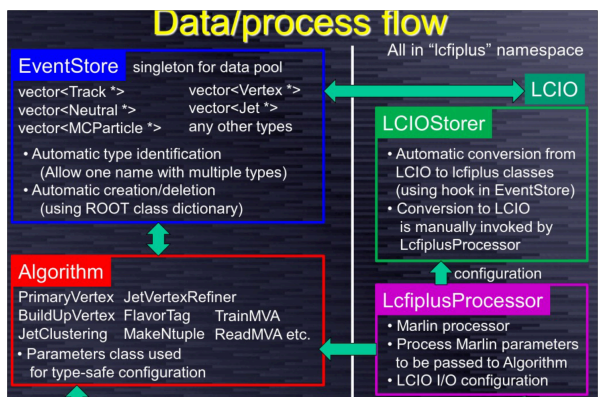 Data/process flow
All in "lcfiplus" namespace
EventStore singleton for data pool
vector<Track *> vector<Vertex *>
vector<Neutral *> vector<Jet *>
vector<MCParticle *> any other types
• Automatic type identification
(Allow one name with multiple types)
• Automatic creation/deletion
(using ROOT class dictionary)
LCIO
LCIOStorer
• Automatic conversion from
LCIO to lcfiplus classes
(using hook in EventStore)
• Conversion to LCIO
is manually invoked by
LcfiplusProcessor
configuration
Algorithm
PrimaryVertex JetVertexRefiner
BuildUpVertex FlavorTag TrainMVA
JetClustering MakeNtuple ReadMVA etc.
• Parameters class used
for type-safe configuration
LcfiplusProcessor
• Marlin processor
• Process Marlin parameters
to be passed to Algorithm
• LCIO I/O configuration